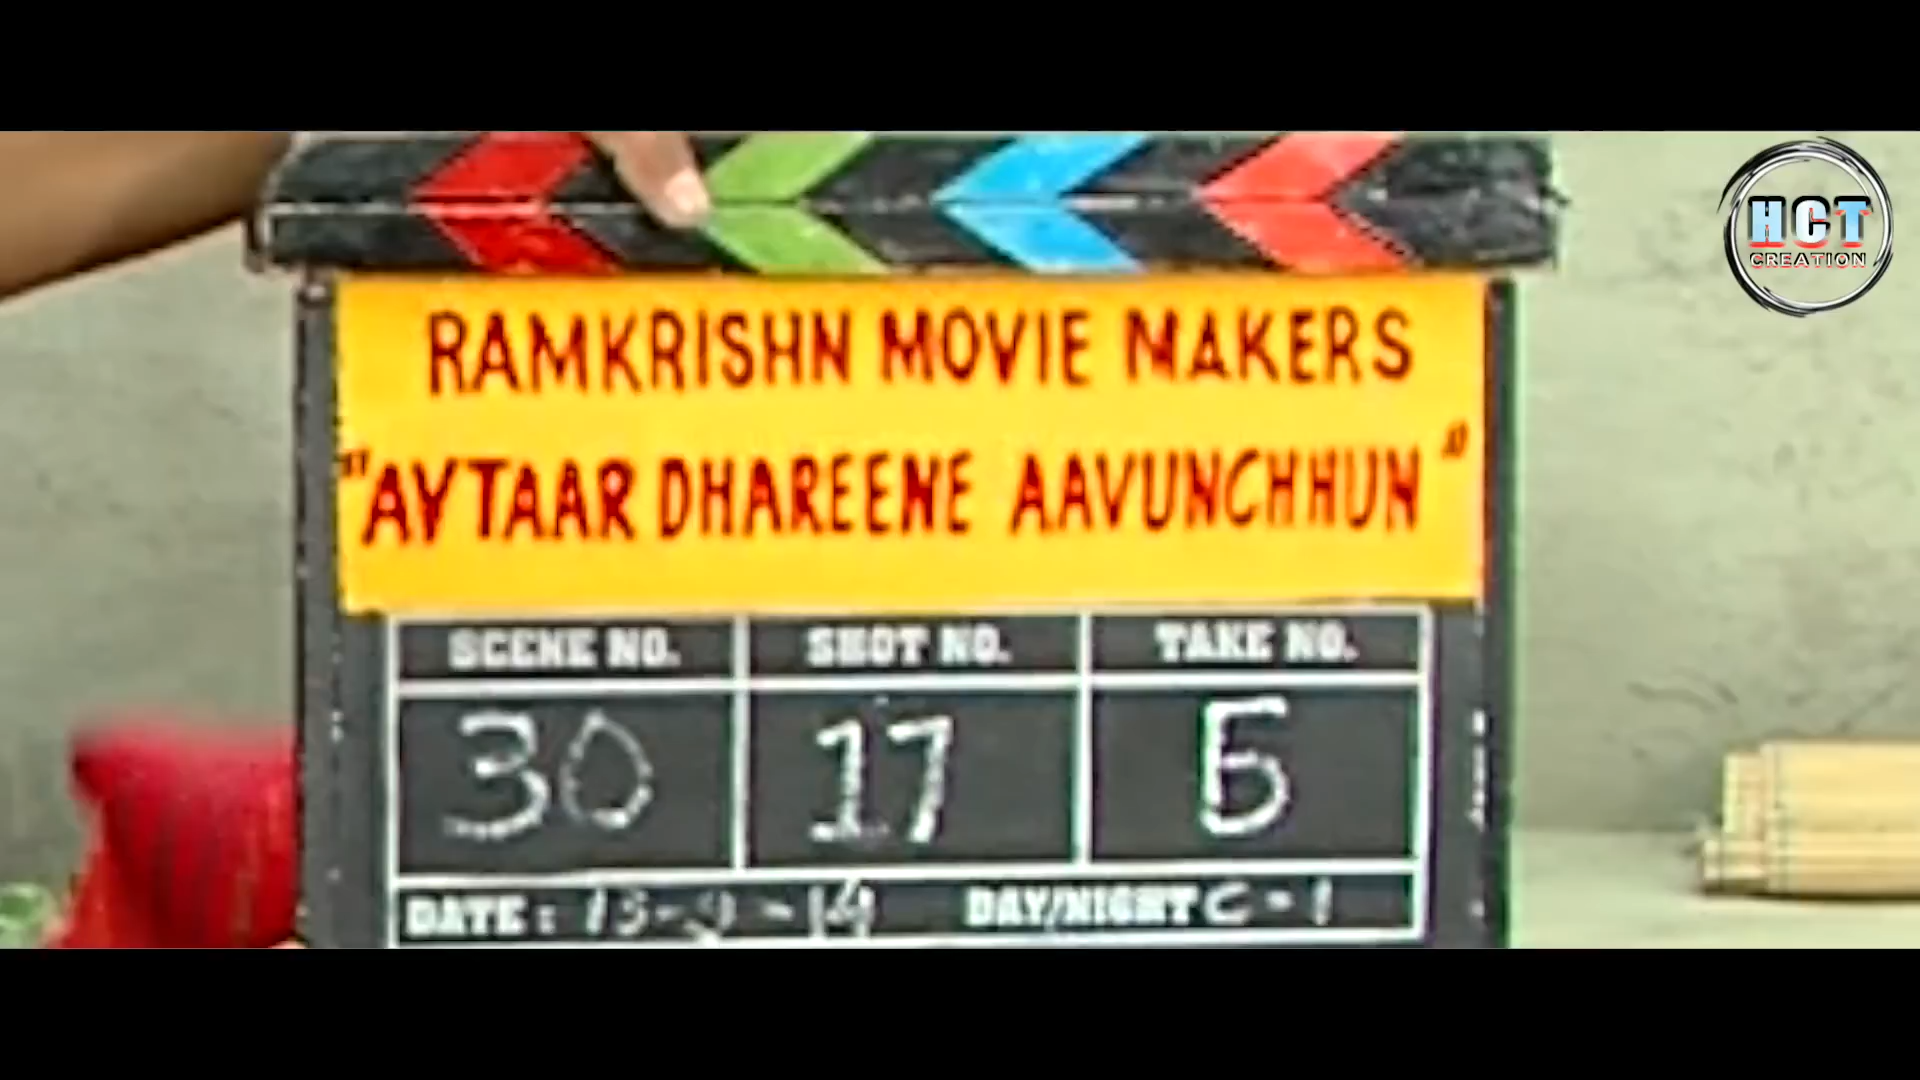 HCT
CREATION
RAMKRISHN MOVIE MAKERS
"AVTAAR DHAREENE AAVUNCHHUN"
SCENE NO. SHOT NO. TAKE NO.
30 17 5
DATE : DAY/NIGHT C-1